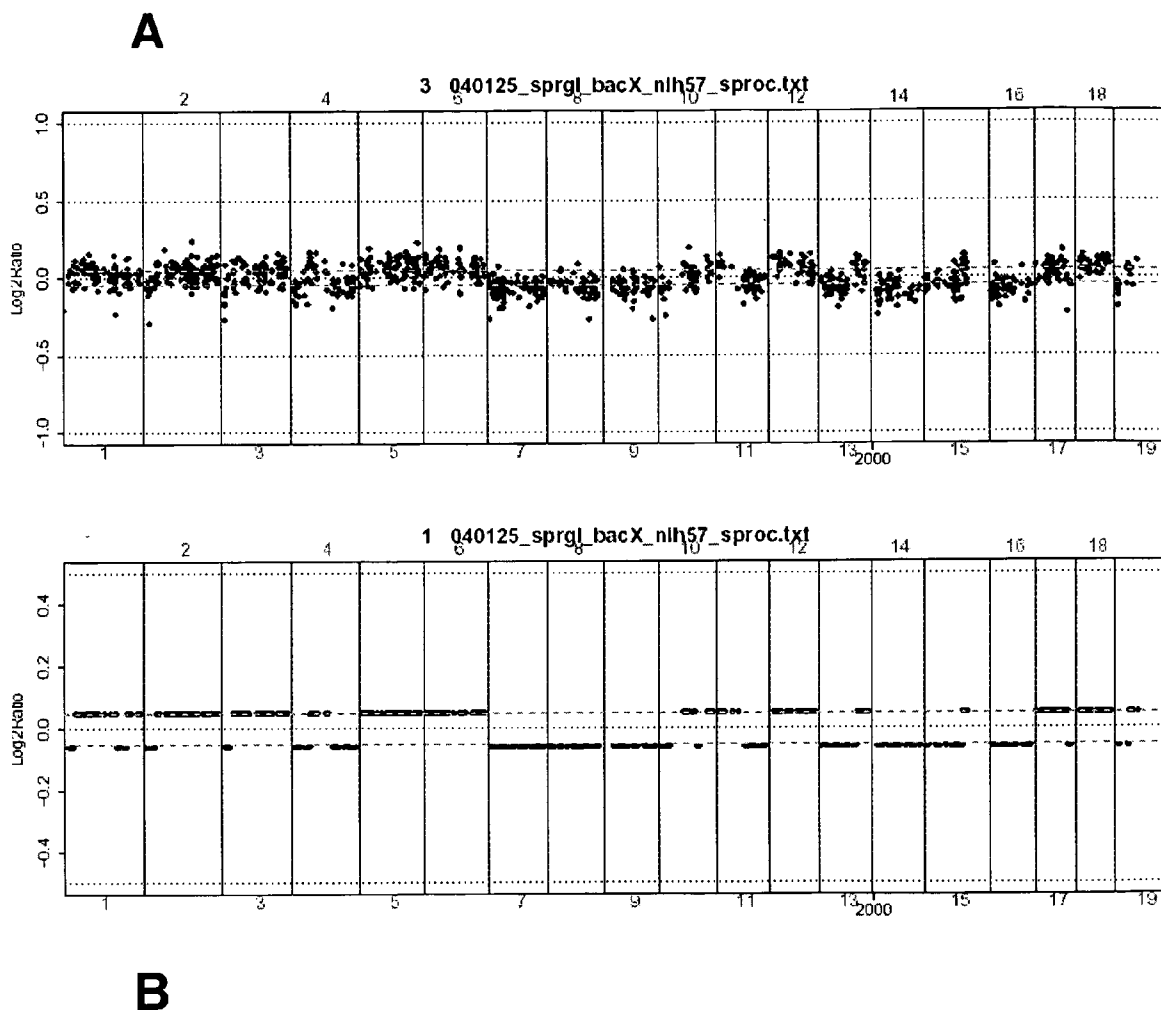 A
3 040125_sprgl_bacX_nlh57_sproc.txt
2 4 6 8 10 12 14 16 18
1.0
0.5
0.0
-0.5
-1.0
Log2Ratio
1 3 5 7 9 11 13 15 17 19
2000
1 040125_sprgl_bacX_nlh57_sproc.txt
2 4 6 8 10 12 14 16 18
0.4
0.2
0.0
-0.2
-0.4
Log2Ratio
1 3 5 7 9 11 13 15 17 19
2000
B